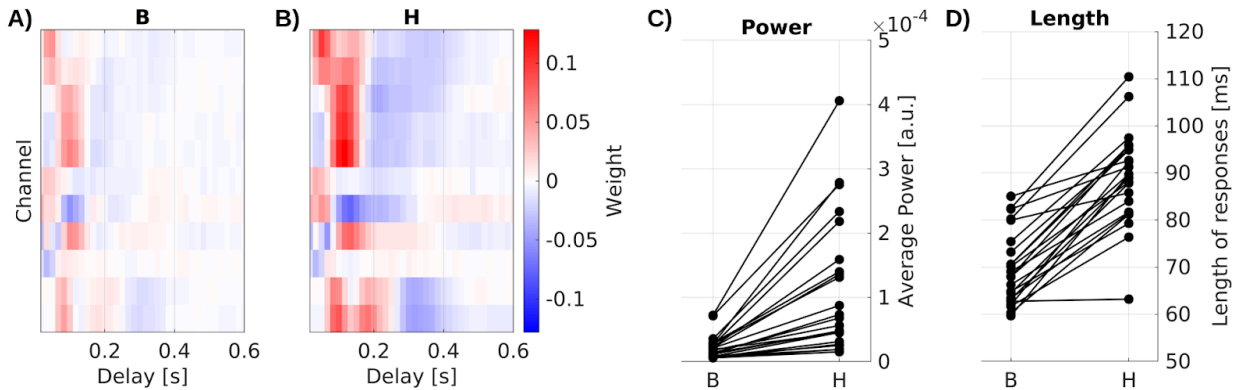 A)
B
Channel
0.2
0.4
0.6
Delay [s]
B)
H
0.2
0.4
0.6
Delay [s]
0.1
0.05
0
-0.05
-0.1
Weight
C)
Power
×10-4
5
4
3
2
1
0
Average Power [a.u.]
B
H
D)
Length
120
110
100
90
80
70
60
50
Length of responses [ms]
B
H